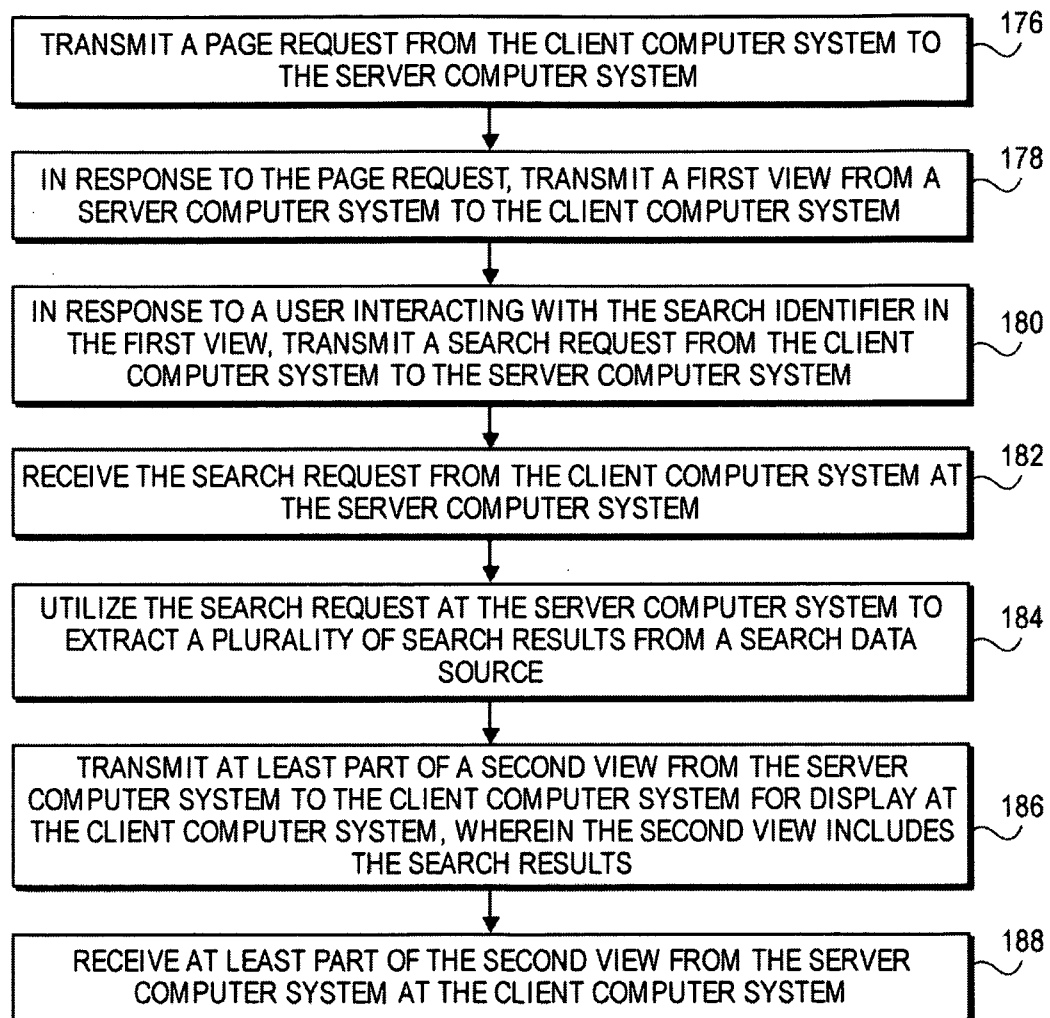 TRANSMIT A PAGE REQUEST FROM THE CLIENT COMPUTER SYSTEM TO
THE SERVER COMPUTER SYSTEM
176
IN RESPONSE TO THE PAGE REQUEST, TRANSMIT A FIRST VIEW FROM A
SERVER COMPUTER SYSTEM TO THE CLIENT COMPUTER SYSTEM
178
IN RESPONSE TO A USER INTERACTING WITH THE SEARCH IDENTIFIER IN
THE FIRST VIEW, TRANSMIT A SEARCH REQUEST FROM THE CLIENT
COMPUTER SYSTEM TO THE SERVER COMPUTER SYSTEM
180
RECEIVE THE SEARCH REQUEST FROM THE CLIENT COMPUTER SYSTEM AT
THE SERVER COMPUTER SYSTEM
182
UTILIZE THE SEARCH REQUEST AT THE SERVER COMPUTER SYSTEM TO
EXTRACT A PLURALITY OF SEARCH RESULTS FROM A SEARCH DATA
SOURCE
184
TRANSMIT AT LEAST PART OF A SECOND VIEW FROM THE SERVER
COMPUTER SYSTEM TO THE CLIENT COMPUTER SYSTEM FOR DISPLAY AT
THE CLIENT COMPUTER SYSTEM, WHEREIN THE SECOND VIEW INCLUDES
THE SEARCH RESULTS
186
RECEIVE AT LEAST PART OF THE SECOND VIEW FROM THE SERVER
COMPUTER SYSTEM AT THE CLIENT COMPUTER SYSTEM
188